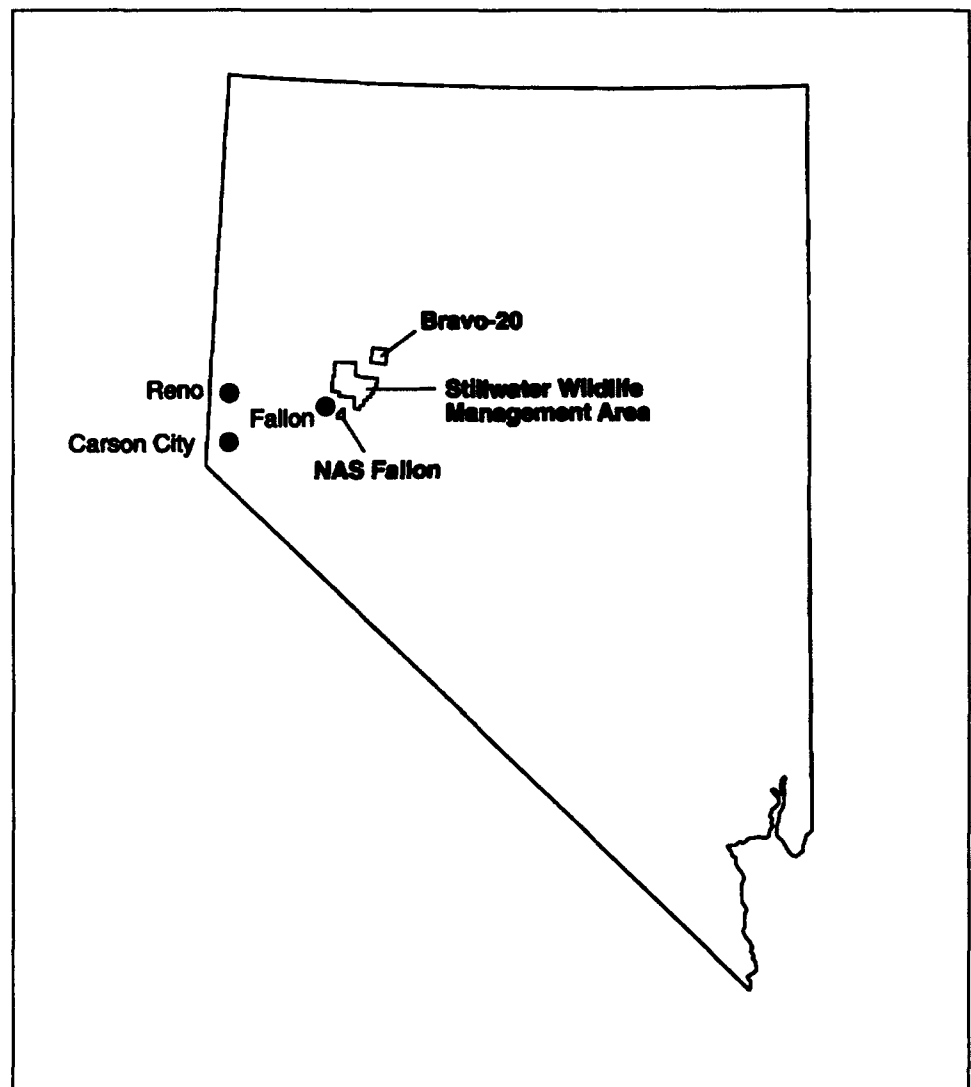 Bravo-20
Reno
Stillwater Wildlife
Management Area
Fallon
Carson City
NAS Fallon